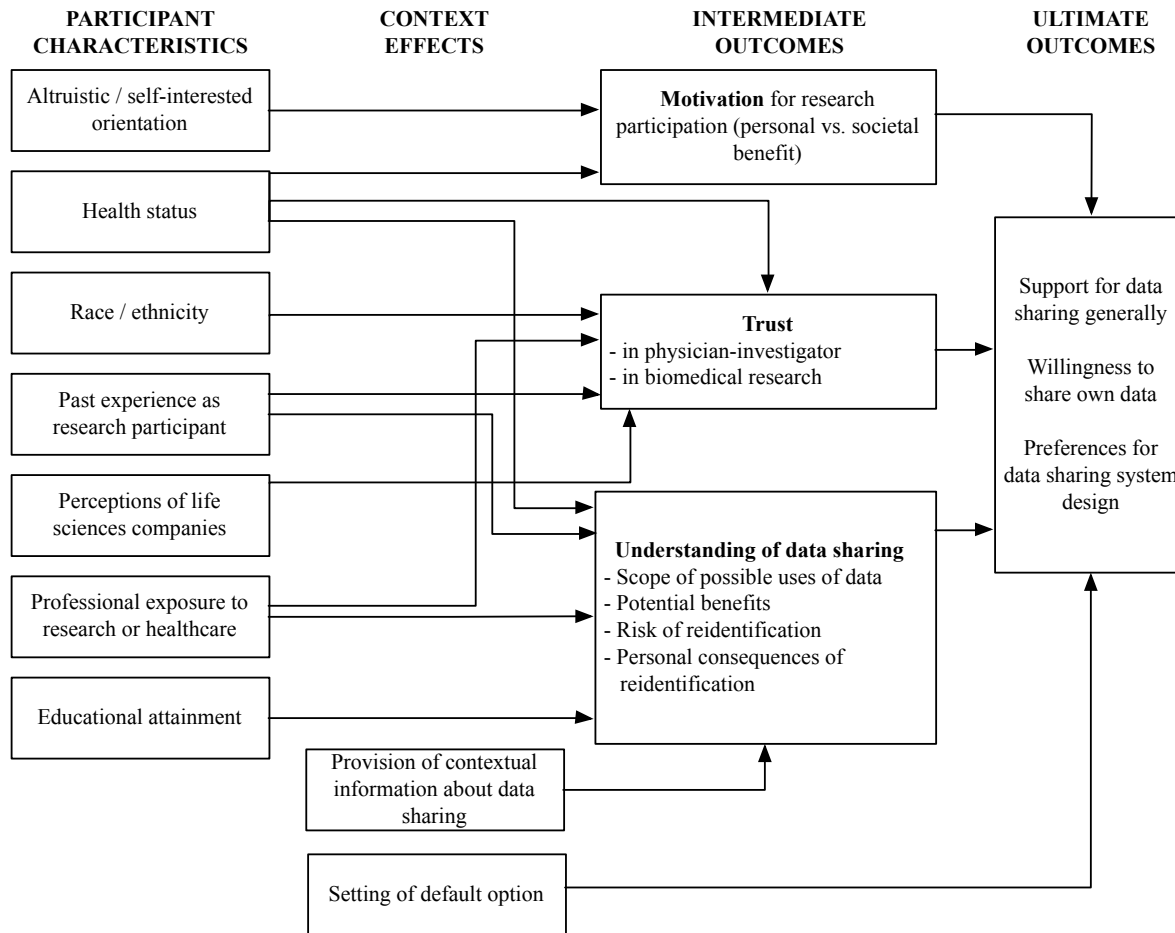 PARTICIPANT
CHARACTERISTICS
CONTEXT
EFFECTS
INTERMEDIATE
OUTCOMES
ULTIMATE
OUTCOMES
Altruistic / self-interested
orientation
Health status
Race / ethnicity
Past experience as
research participant
Perceptions of life
sciences companies
Professional exposure to
research or healthcare
Educational attainment
Provision of contextual
information about data
sharing
Setting of default option
Motivation for research
participation (personal vs. societal
benefit)
Trust
- in physician-investigator
- in biomedical research
Understanding of data sharing
- Scope of possible uses of data
- Potential benefits
- Risk of reidentification
- Personal consequences of
reidentification
Support for data
sharing generally
Willingness to
share own data
Preferences for
data sharing system
design